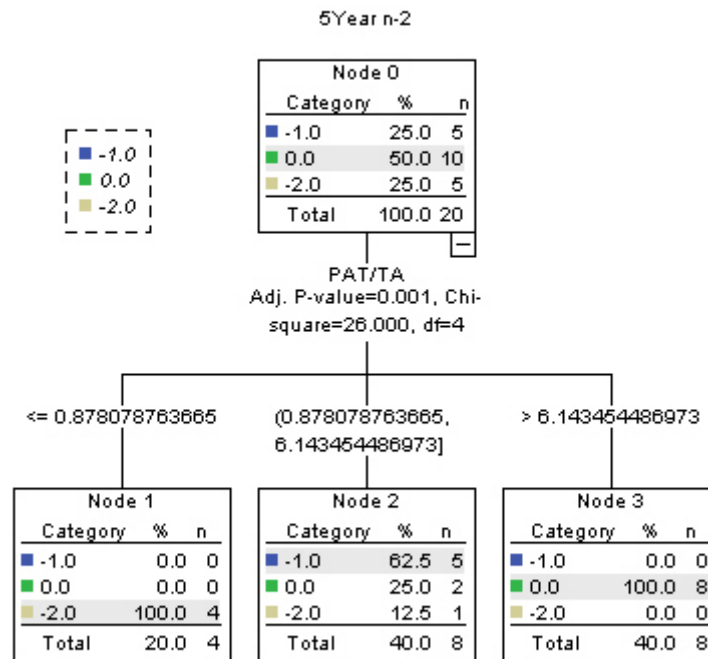 5Year n-2
Node 0
Category % n
-1.0 25.0 5
0.0 50.0 10
-2.0 25.0 5
Total 100.0 20
-1.0
0.0
-2.0
PAT/TA
Adj. P-value=0.001, Chi-
square=26.000, df=4
<= 0.878078763665
(0.878078763665,
6.143454486973]
> 6.143454486973
Node 1
Category % n
-1.0 0.0 0
0.0 0.0 0
-2.0 100.0 4
Total 20.0 4
Node 2
Category % n
-1.0 62.5 5
0.0 25.0 2
-2.0 12.5 1
Total 40.0 8
Node 3
Category % n
-1.0 0.0 0
0.0 100.0 8
-2.0 0.0 0
Total 40.0 8